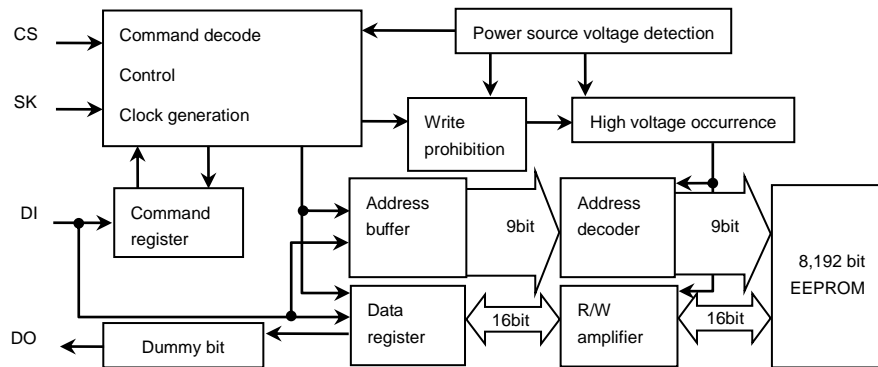 CS
Command decode
Control
Clock generation
SK
Power source voltage detection
Write
prohibition
High voltage occurrence
DI
Command
register
Address
buffer
9bit
Address
decoder
9bit
8,192 bit
EEPROM
Data
register
16bit
R/W
amplifier
16bit
DO
Dummy bit